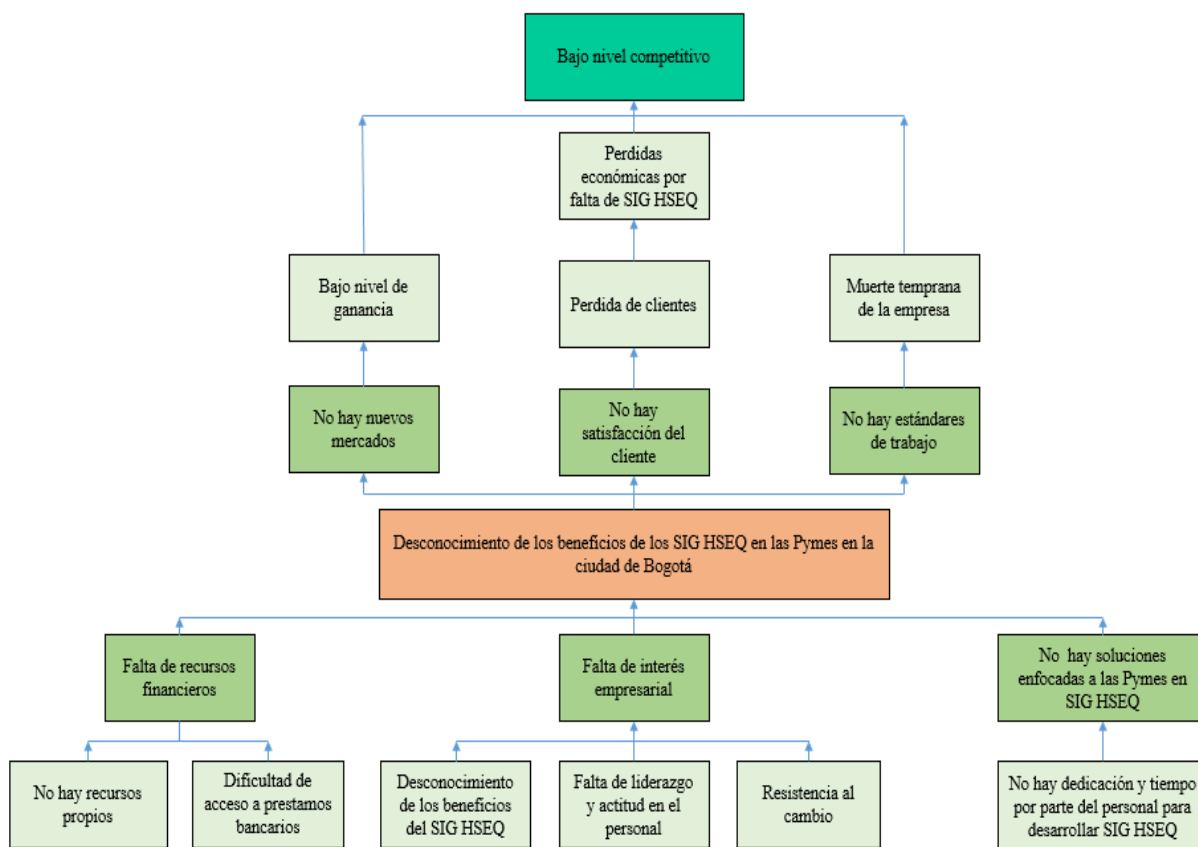 Bajo nivel competitivo
Perdidas
económicas por
falta de SIG HSEQ
Bajo nivel de
ganancia
Perdida de clientes
Muerte temprana
de la empresa
No hay nuevos
mercados
No hay
satisfacción del
cliente
No hay estándares
de trabajo
Desconocimiento de los beneficios de los SIG HSEQ en las Pymes en la
ciudad de Bogotá
Falta de recursos
financieros
Falta de interés
empresarial
No hay soluciones
enfocadas a las Pymes en
SIG HSEQ
No hay recursos
propios
Dificultad de
acceso a prestamos
bancarios
Desconocimiento
de los beneficios
del SIG HSEQ
Falta de liderazgo
y actitud en el
personal
Resistencia al
cambio
No hay dedicación y tiempo
por parte del personal para
desarrollar SIG HSEQ